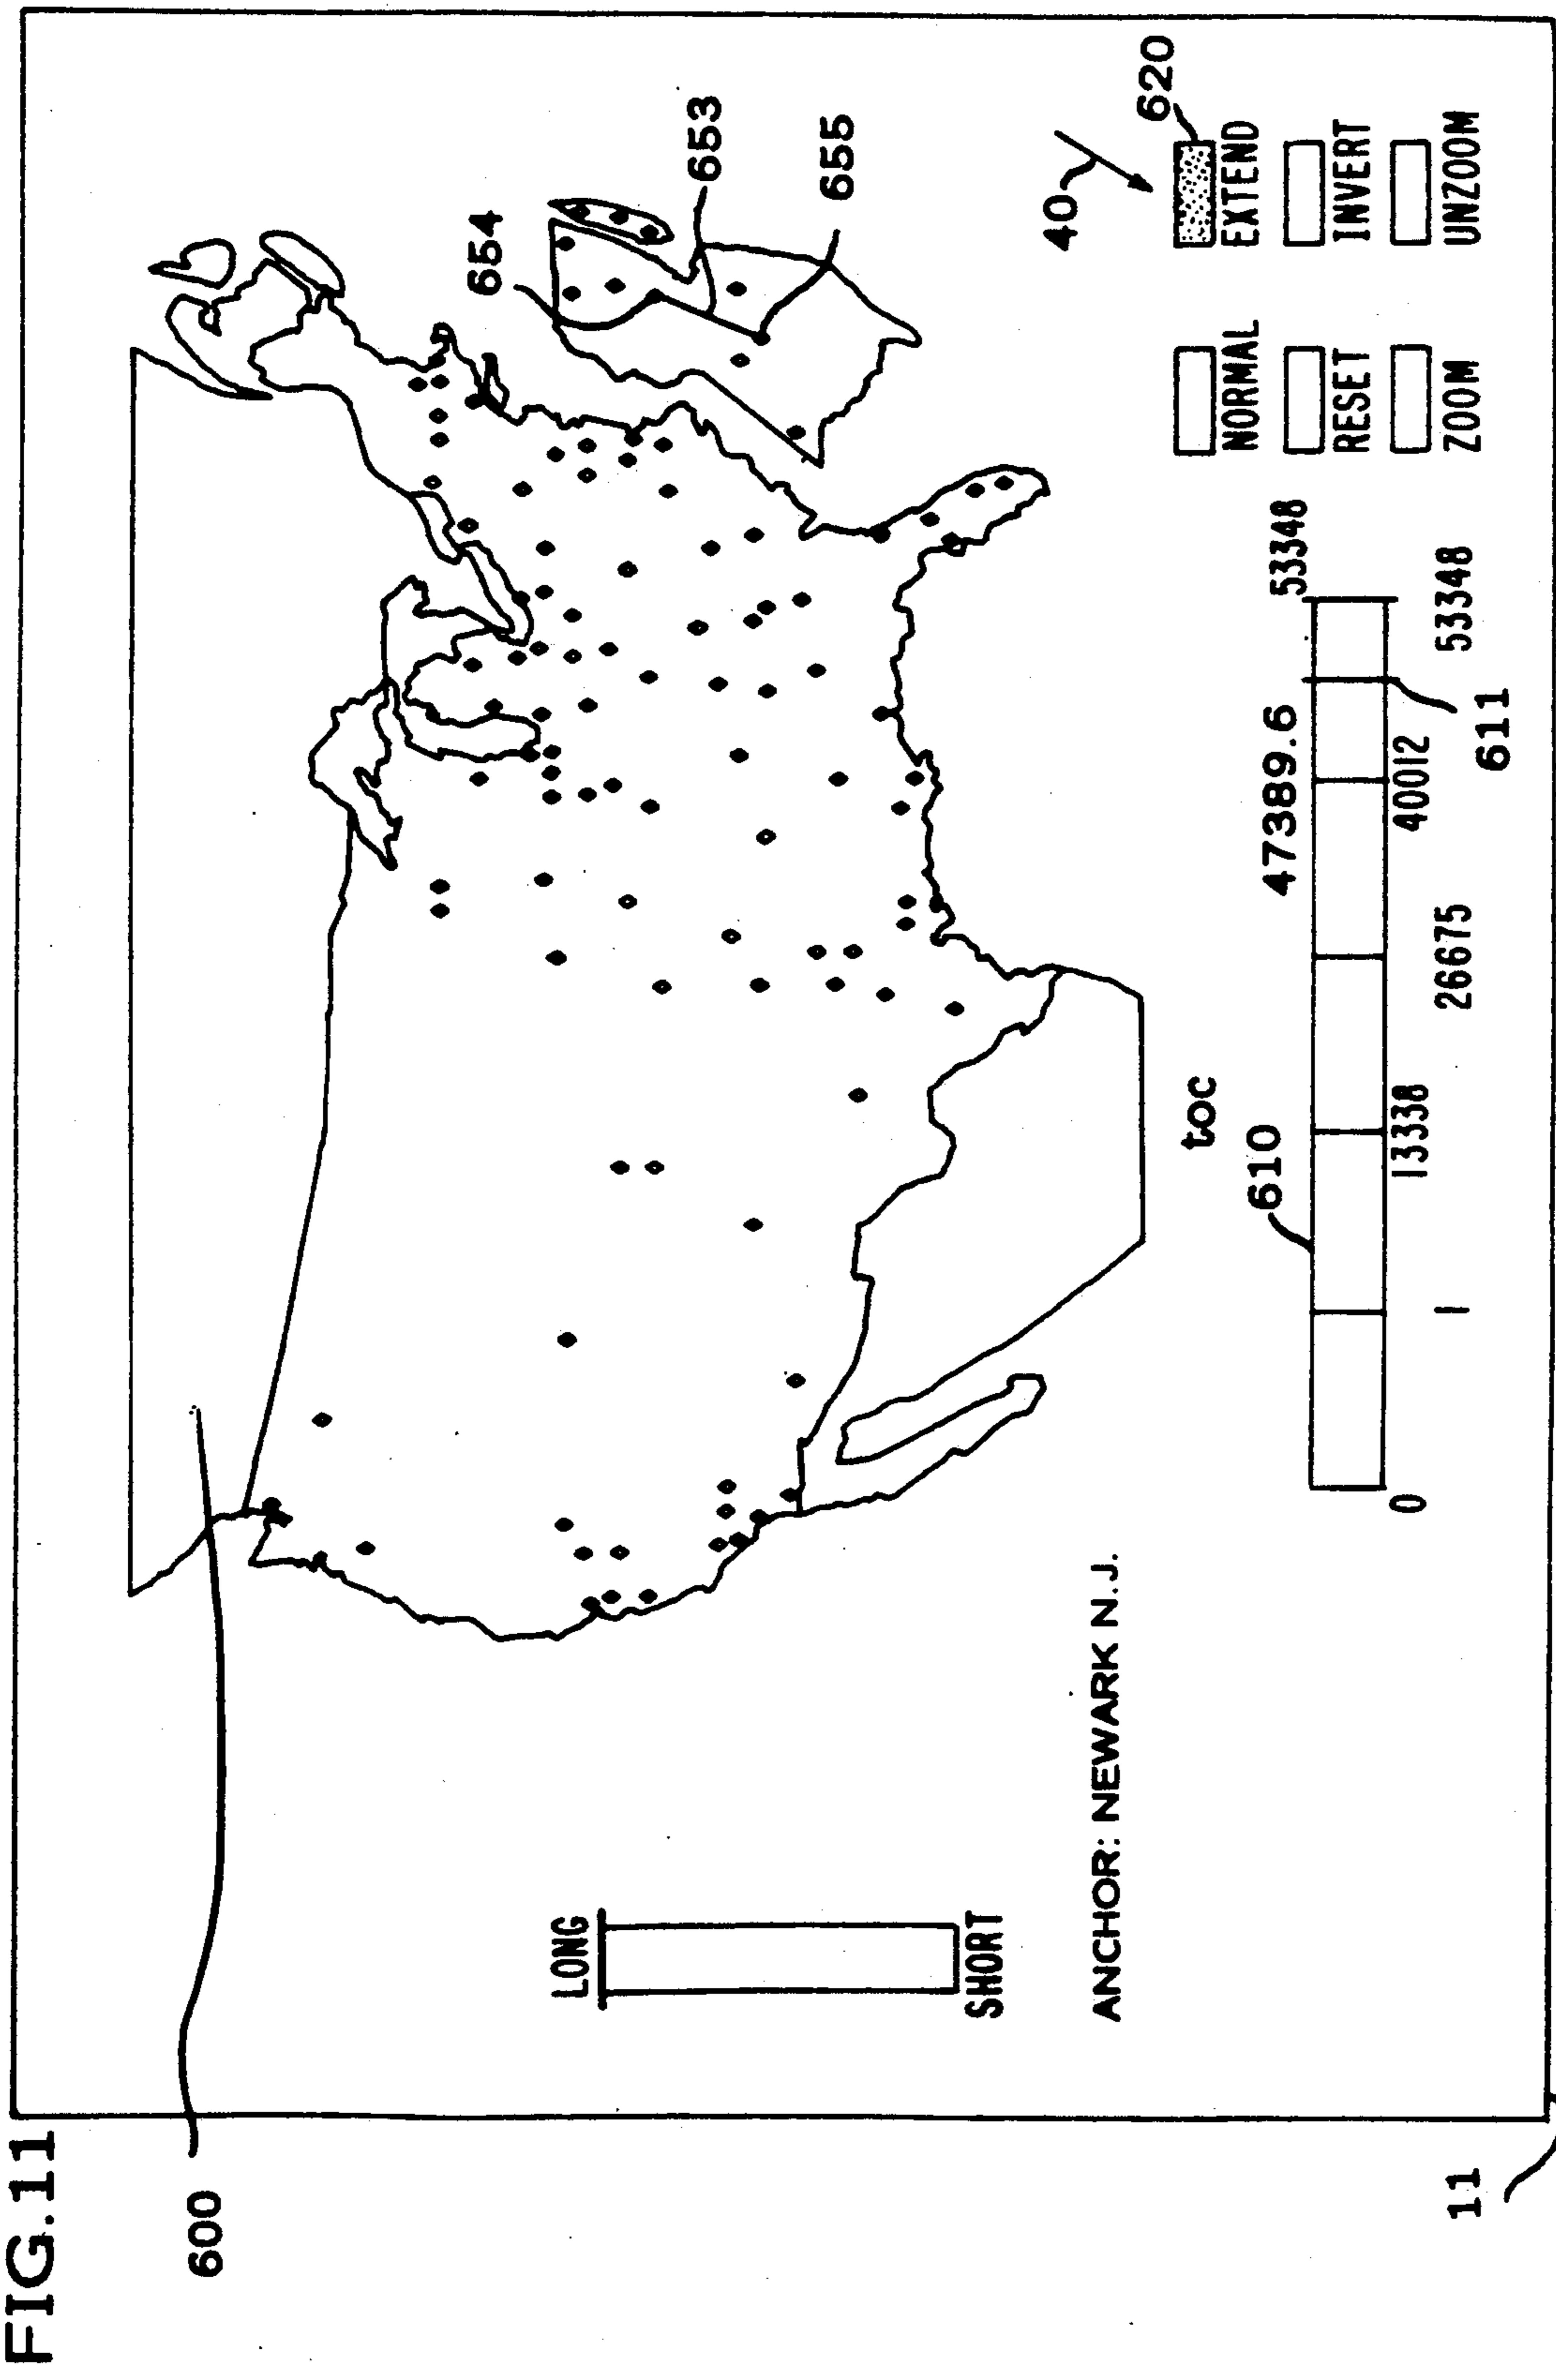 FIG.11
600
654
653
655
LONG
SHORT
ANCHOR: NEWARK N.J.
toc
40
620
NORMAL
EXTEND
610
47389.6
53348
RESET
INVERT
0
13338
40012
ZOOM
UNZOOM
1
26675
53348
611
11